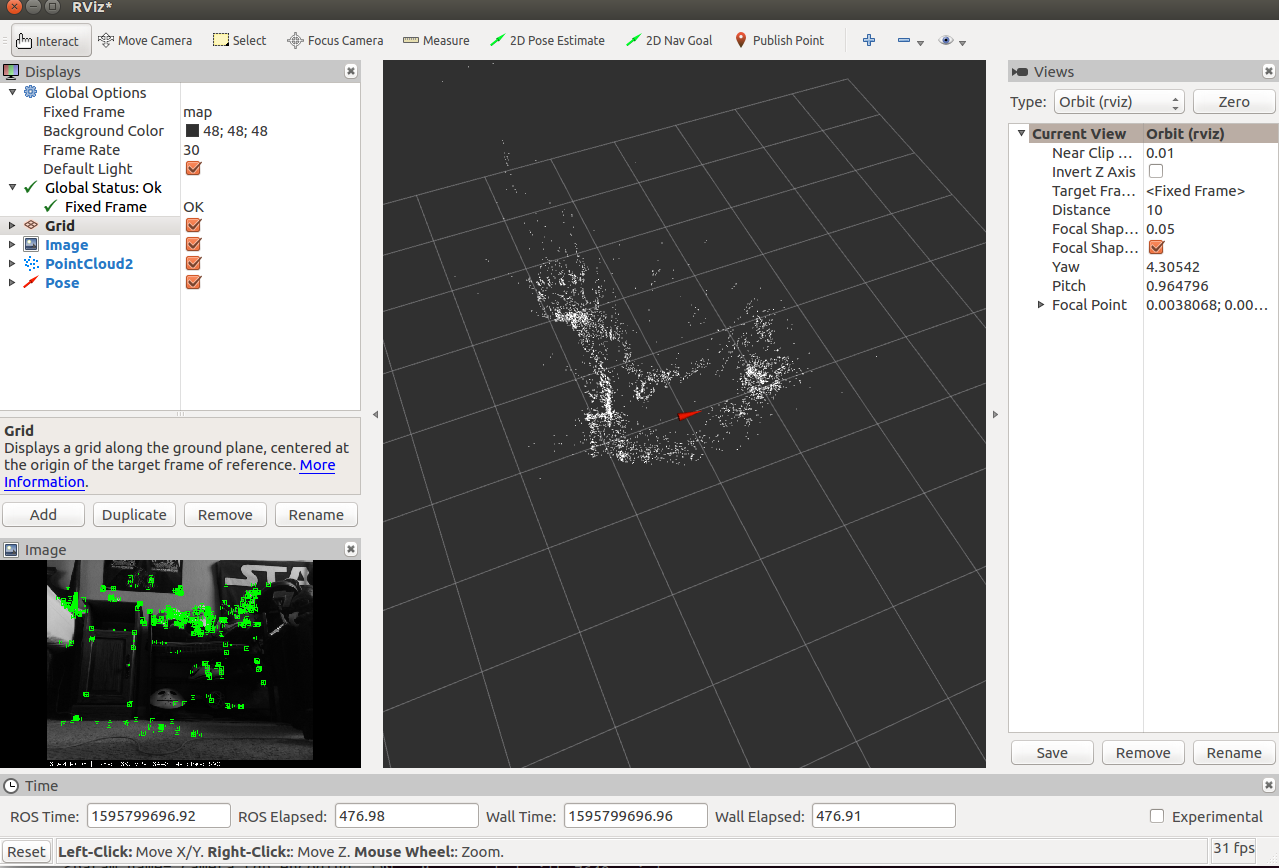 RViz*
Interact Move Camera Select Focus Camera Measure 2D Pose Estimate 2D Nav Goal Publish Point
Displays
Global Options
Fixed Frame map
Background Color 48; 48; 48
Frame Rate 30
Default Light
Global Status: Ok
Fixed Frame OK
Grid
Image
PointCloud2
Pose
Grid
Displays a grid along the ground plane, centered at
the origin of the target frame of reference. More
Information.
Add Duplicate Remove Rename
Image
STA
Views
Type: Orbit (rviz) Zero
Current View Orbit (rviz)
Near Clip ... 0.01
Invert Z Axis
Target Fra... <Fixed Frame>
Distance 10
Focal Shap... 0.05
Focal Shap...
Yaw 4.30542
Pitch 0.964796
Focal Point 0.0038068; 0.00...
Save Remove Rename
Time
ROS Time: 1595799696.92 ROS Elapsed: 476.98 Wall Time: 1595799696.96 Wall Elapsed: 476.91 Experimental
Reset Left-Click: Move X/Y. Right-Click:: Move Z. Mouse Wheel:: Zoom. 31 fps